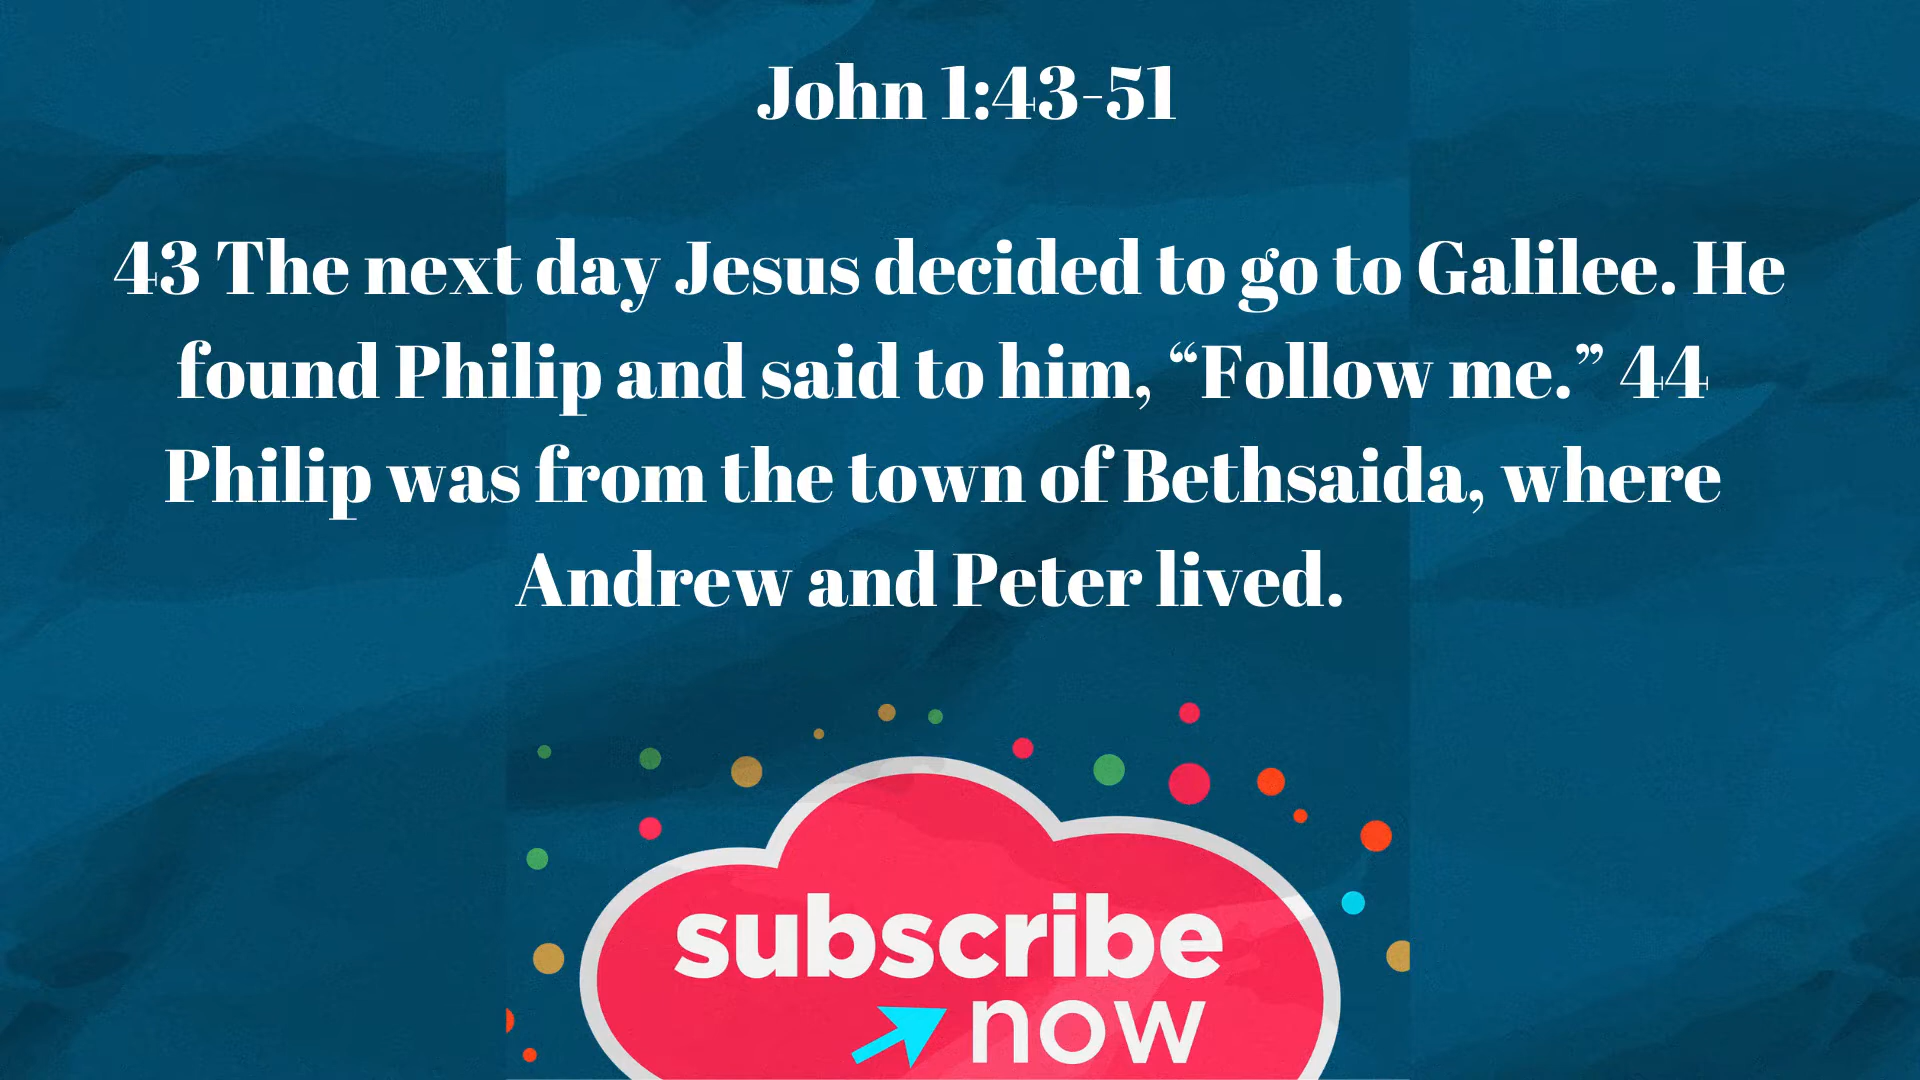 John 1:43-51
43 The next day Jesus decided to go to Galilee. He
found Philip and said to him, “Follow me.” 44
Philip was from the town of Bethsaida, where
Andrew and Peter lived.
subscribe
now